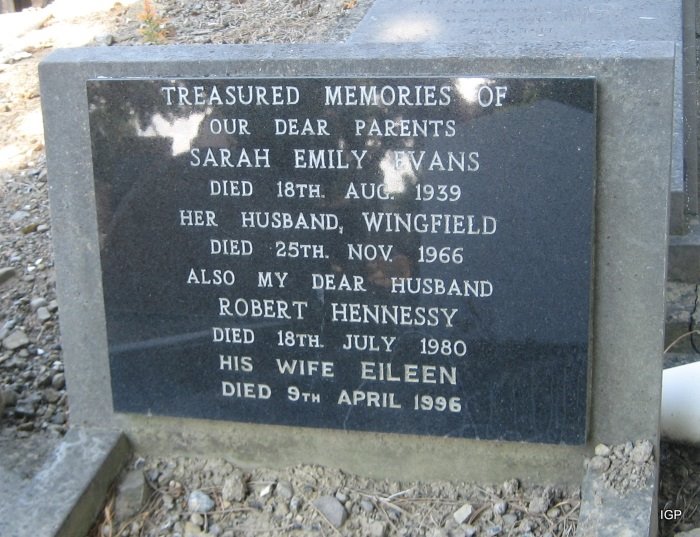 TREASURED MEMORIES OF
OUR DEAR PARENTS
SARAH EMILY EVANS
DIED 18TH. AUG. 1939
HER HUSBAND, WINGFIELD
DIED 25TH. NOV. 1966
ALSO MY DEAR HUSBAND
ROBERT HENNESSY
DIED 18TH. JULY 1980
HIS WIFE EILEEN
DIED 9TH APRIL 1996
IGP